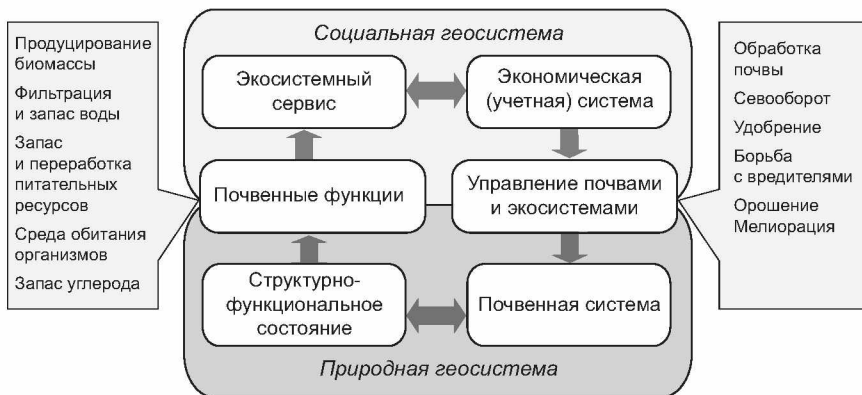 Продуцирование
биомассы
Фильтрация
и запас воды
Запас
и переработка
питательных
ресурсов
Среда обитания
организмов
Запас углерода
Социальная геосистема
Экосистемный
сервис
Экономическая
(учетная) система
Почвенные функции
Управление почвами
и экосистемами
Структурно-
функциональное
состояние
Почвенная система
Природная геосистема
Обработка
почвы
Севооборот
Удобрение
Борьба
с вредителями
Орошение
Мелиорация